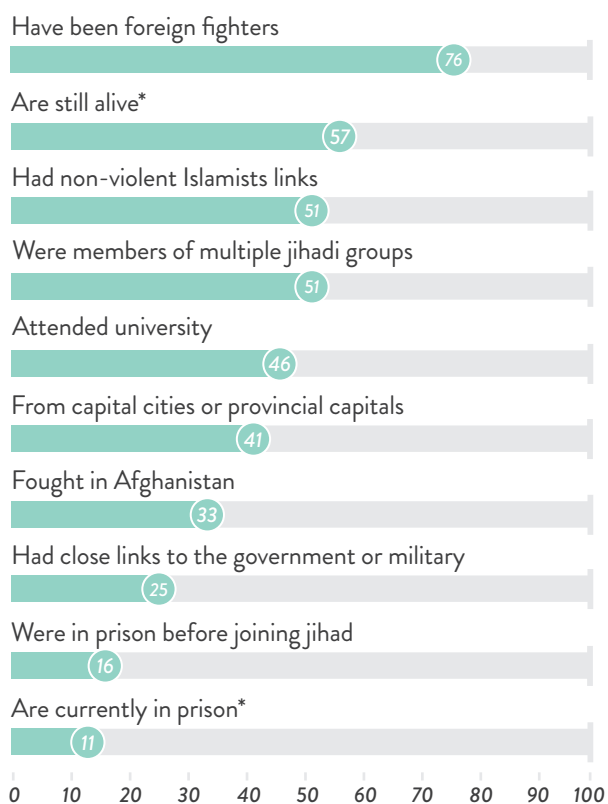 Have been foreign fighters
76
Are still alive*
57
Had non-violent Islamists links
51
Were members of multiple jihadi groups
51
Attended university
46
From capital cities or provincial capitals
41
Fought in Afghanistan
33
Had close links to the government or military
25
Were in prison before joining jihad
16
Are currently in prison*
11
0 10 20 30 40 50 60 70 80 90 100